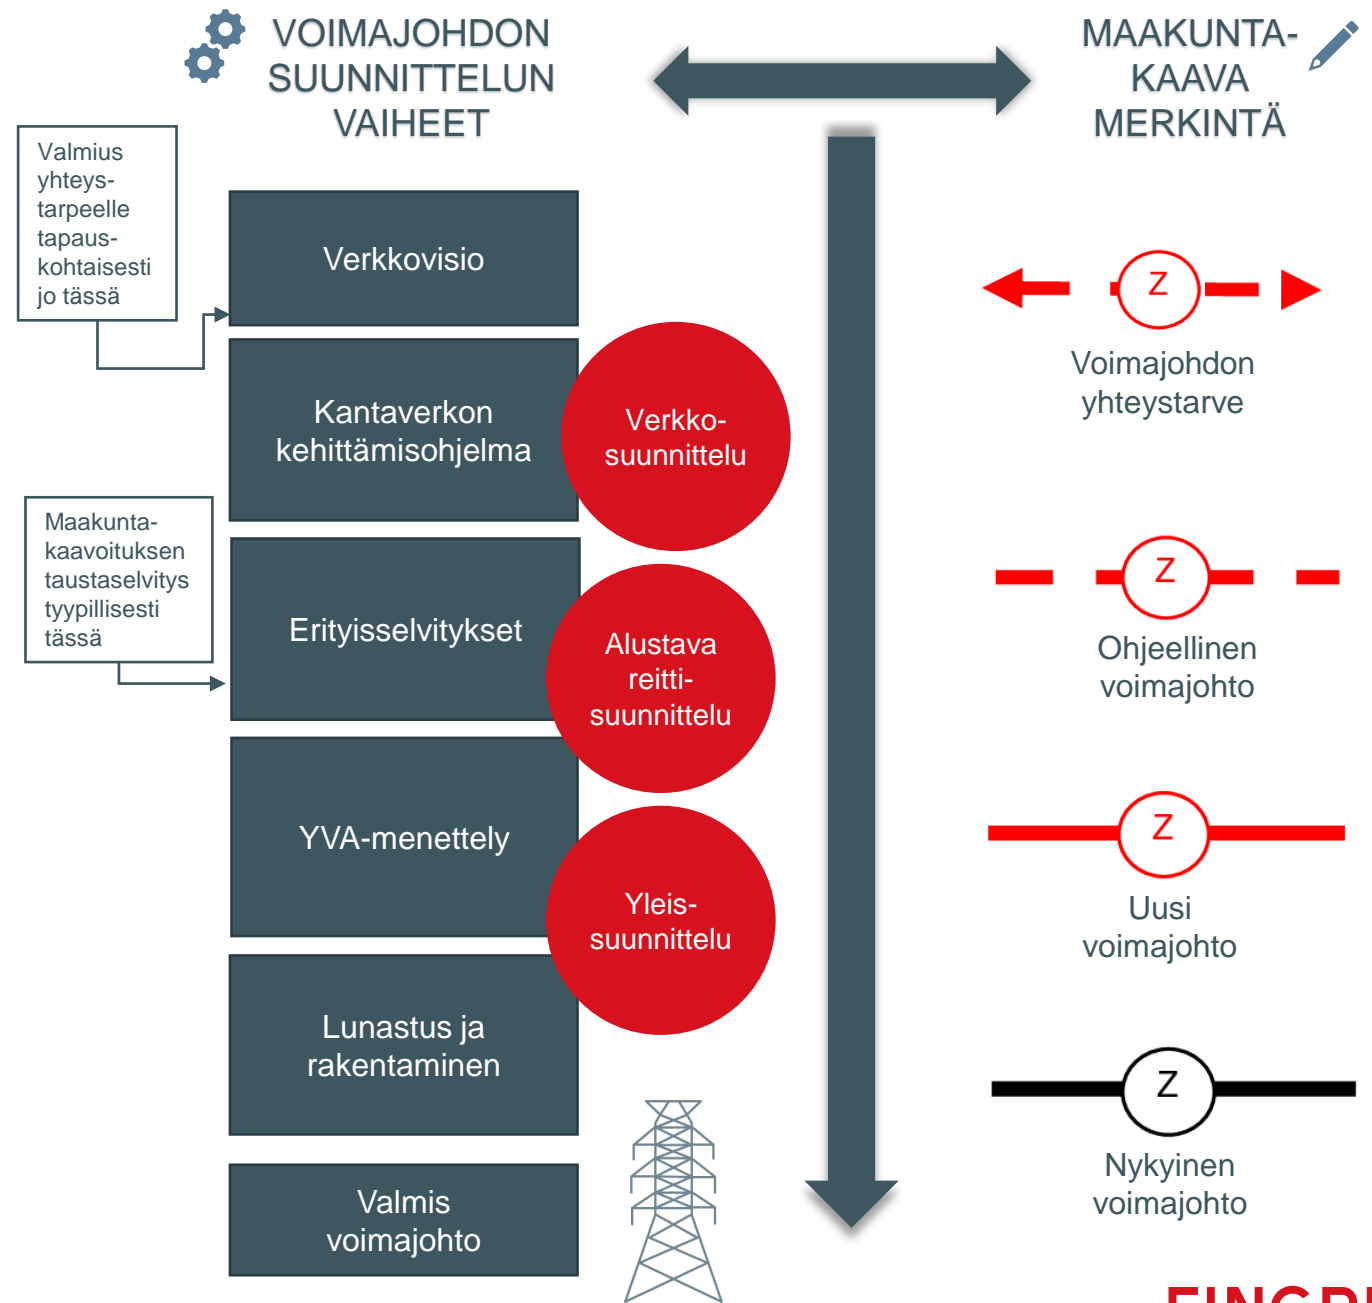 VOIMAJOHDON
SUUNNITTELUN
VAIHEET
MAAKUNTA-
KAAVA
MERKINTÄ
Valmius
yhteys-
tarpeelle
tapaus-
kohtaisesti
jo tässä
Verkkovisio
Kantaverkon
kehittämisohjelma
Verkko-
suunnittelu
Maakunta-
kaavoituksen
taustaselvitys
tyypillisesti
tässä
Erityisselvitykset
Alustava
reitti-
suunnittelu
YVA-menettely
Yleis-
suunnittelu
Lunastus ja
rakentaminen
Valmis
voimajohto
Z
Voimajohdon
yhteystarve
Z
Ohjeellinen
voimajohto
Z
Uusi
voimajohto
Z
Nykyinen
voimajohto